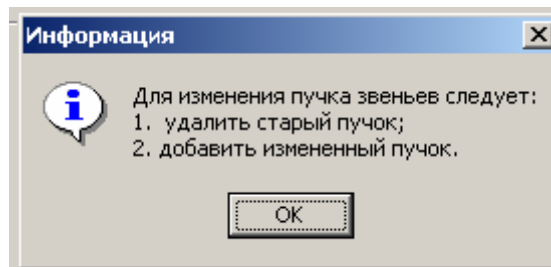 Информация
Для изменения пучка звеньев следует:
1. удалить старый пучок;
2. добавить измененный пучок.
OK